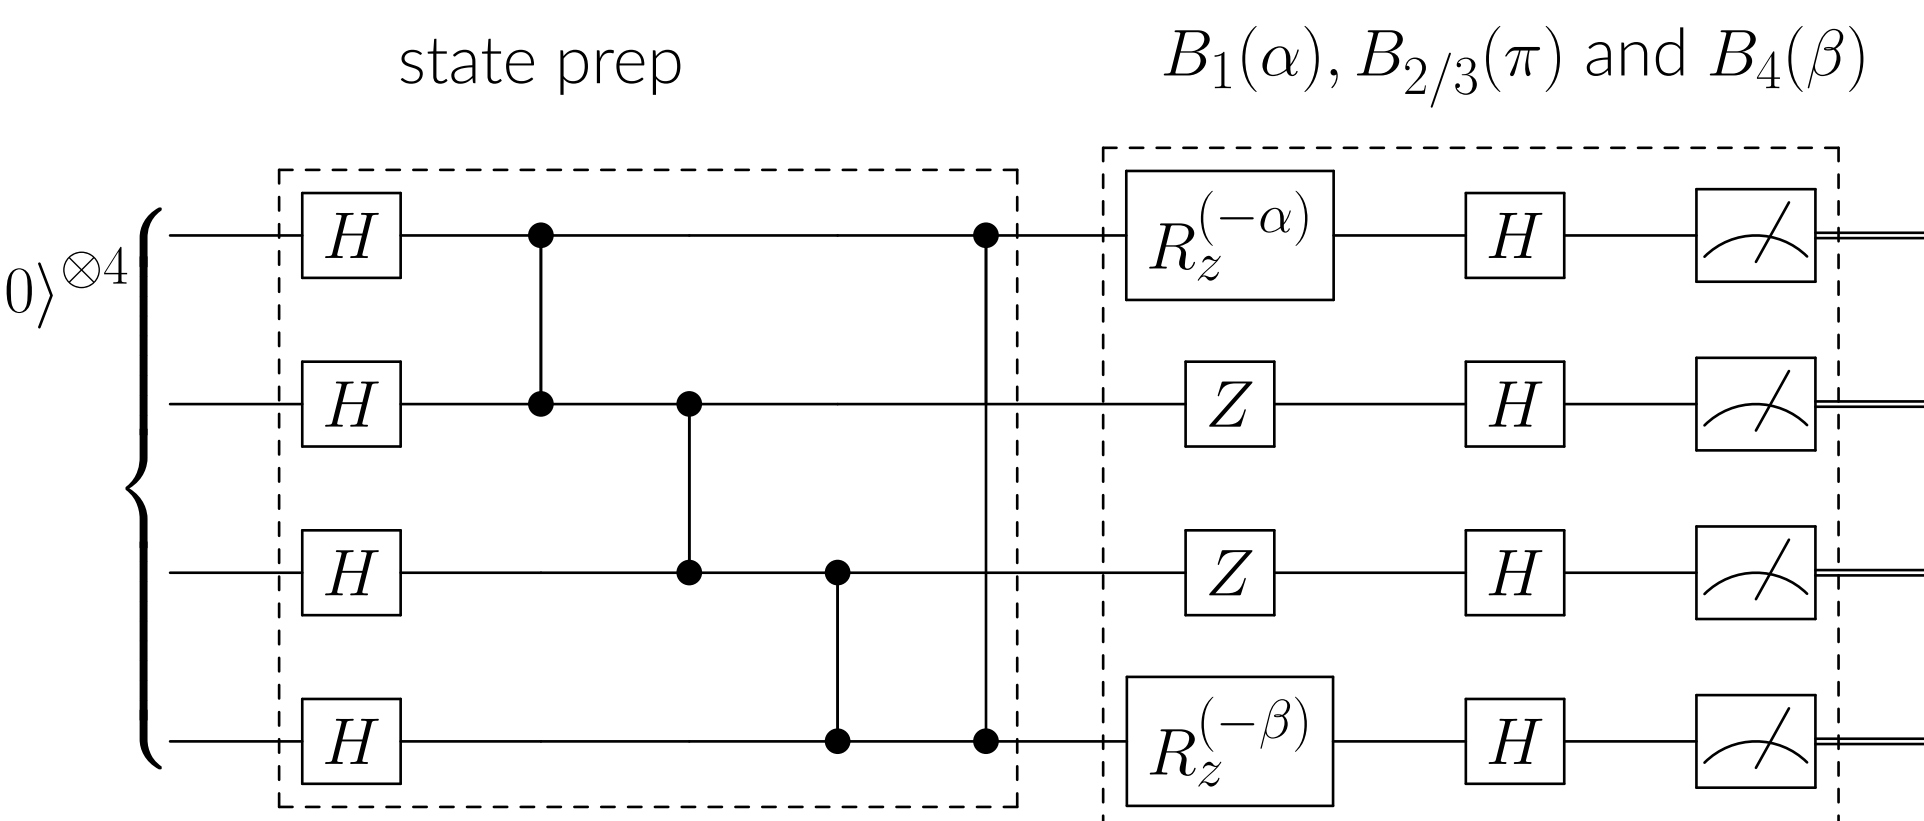 state prep
B₁(α), B₂/₃(π) and B₄(β)
0⟩⊗⁴
H R_z^(−α) H
H Z H
H Z H
H R_z^(−β) H